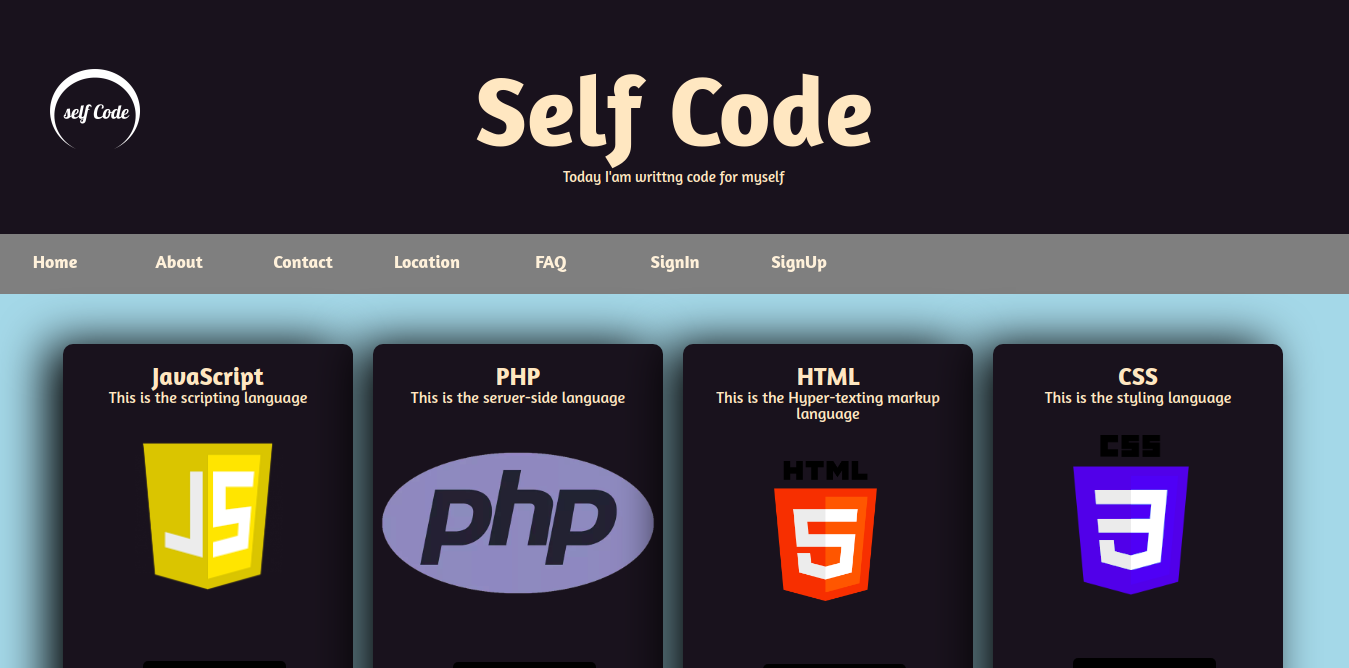 self Code
Self Code
Today I'am writtng code for myself
Home About Contact Location FAQ SignIn SignUp
JavaScript
This is the scripting language
JS
PHP
This is the server-side language
php
HTML
This is the Hyper-texting markup
language
HTML
5
CSS
This is the styling language
CSS
3